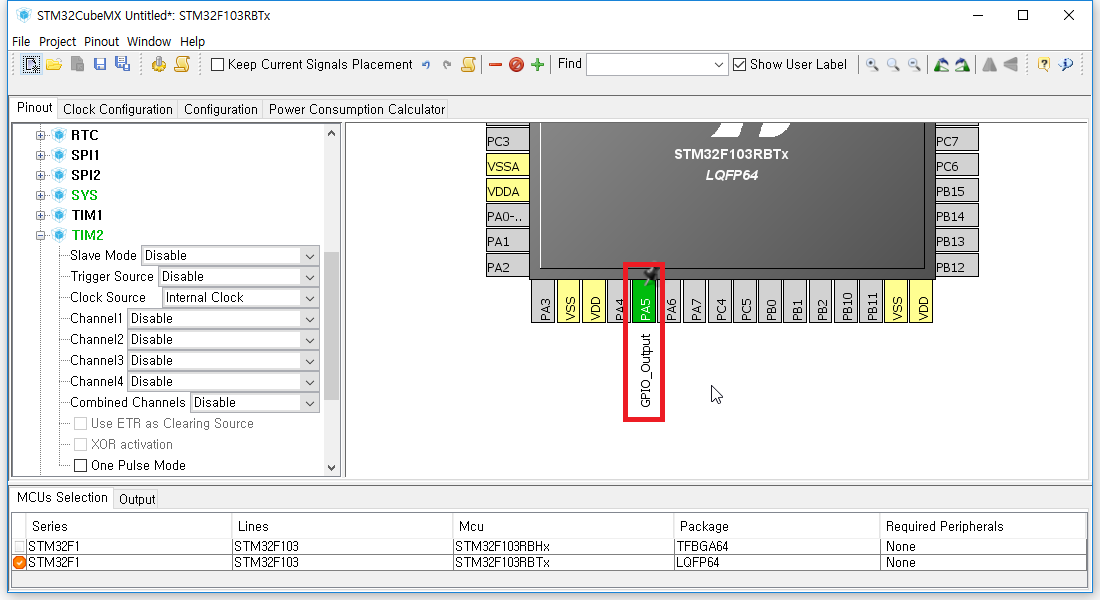 STM32CubeMX Untitled*: STM32F103RBTx
File Project Pinout Window Help
Keep Current Signals Placement Find Show User Label
Pinout Clock Configuration Configuration Power Consumption Calculator
RTC
SPI1
SPI2
SYS
TIM1
TIM2
Slave Mode Disable
Trigger Source Disable
Clock Source Internal Clock
Channel1 Disable
Channel2 Disable
Channel3 Disable
Channel4 Disable
Combined Channels Disable
Use ETR as Clearing Source
XOR activation
One Pulse Mode
PC3
VSSA
VDDA
PA0-..
PA1
PA2
STM32F103RBTx
LQFP64
PC7
PC6
PB15
PB14
PB13
PB12
PA3 VSS VDD PA4 PA5 PA6 PA7 PC4 PC5 PB0 PB1 PB2 PB10 PB11 VSS VDD
GPIO_Output
MCUs Selection Output
Series Lines Mcu Package Required Peripherals
STM32F1 STM32F103 STM32F103RBHx TFBGA64 None
STM32F1 STM32F103 STM32F103RBTx LQFP64 None